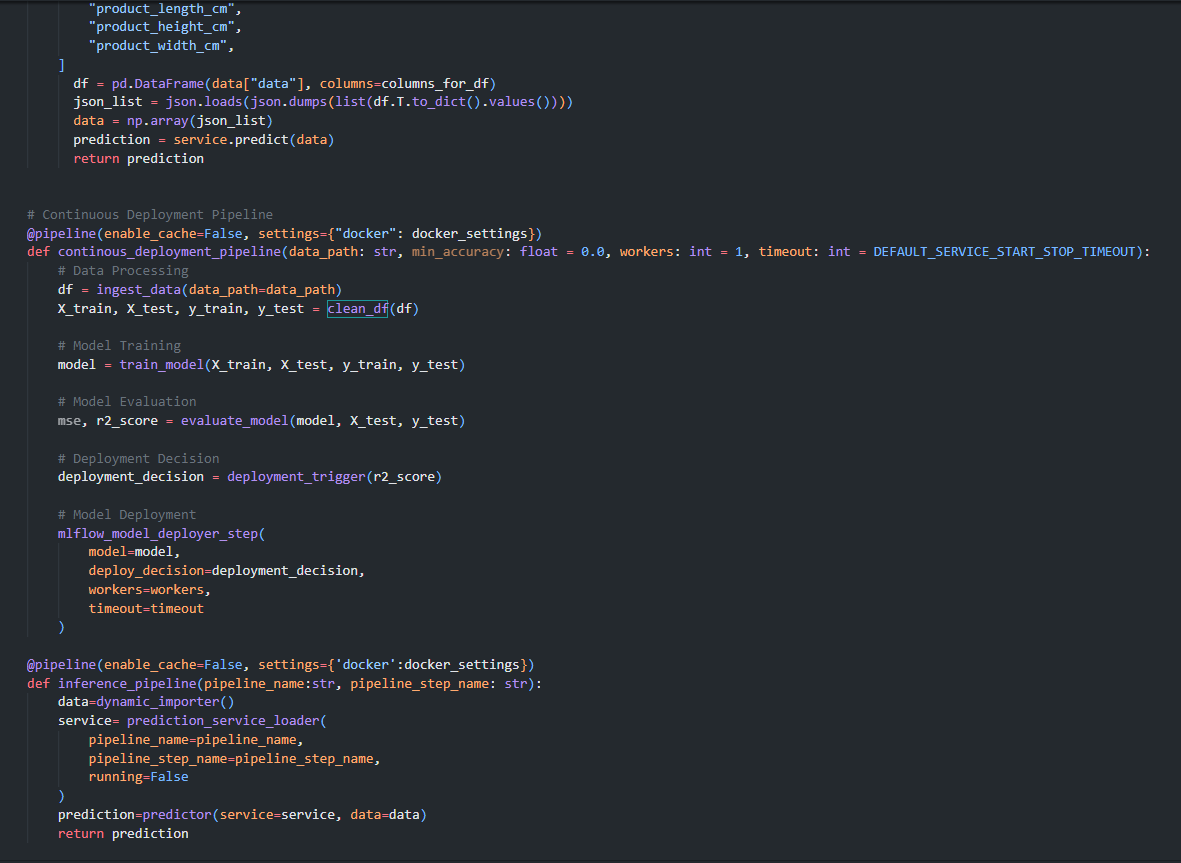 "product_length_cm",
"product_height_cm",
"product_width_cm",
]
df = pd.DataFrame(data["data"], columns=columns_for_df)
json_list = json.loads(json.dumps(list(df.T.to_dict().values())))
data = np.array(json_list)
prediction = service.predict(data)
return prediction
# Continuous Deployment Pipeline
@pipeline(enable_cache=False, settings={"docker": docker_settings})
def continous_deployment_pipeline(data_path: str, min_accuracy: float = 0.0, workers: int = 1, timeout: int = DEFAULT_SERVICE_START_STOP_TIMEOUT):
# Data Processing
df = ingest_data(data_path=data_path)
X_train, X_test, y_train, y_test = clean_df(df)
# Model Training
model = train_model(X_train, X_test, y_train, y_test)
# Model Evaluation
mse, r2_score = evaluate_model(model, X_test, y_test)
# Deployment Decision
deployment_decision = deployment_trigger(r2_score)
# Model Deployment
mlflow_model_deployer_step(
model=model,
deploy_decision=deployment_decision,
workers=workers,
timeout=timeout
)
@pipeline(enable_cache=False, settings={'docker':docker_settings})
def inference_pipeline(pipeline_name:str, pipeline_step_name: str):
data=dynamic_importer()
service= prediction_service_loader(
pipeline_name=pipeline_name,
pipeline_step_name=pipeline_step_name,
running=False
)
prediction=predictor(service=service, data=data)
return prediction